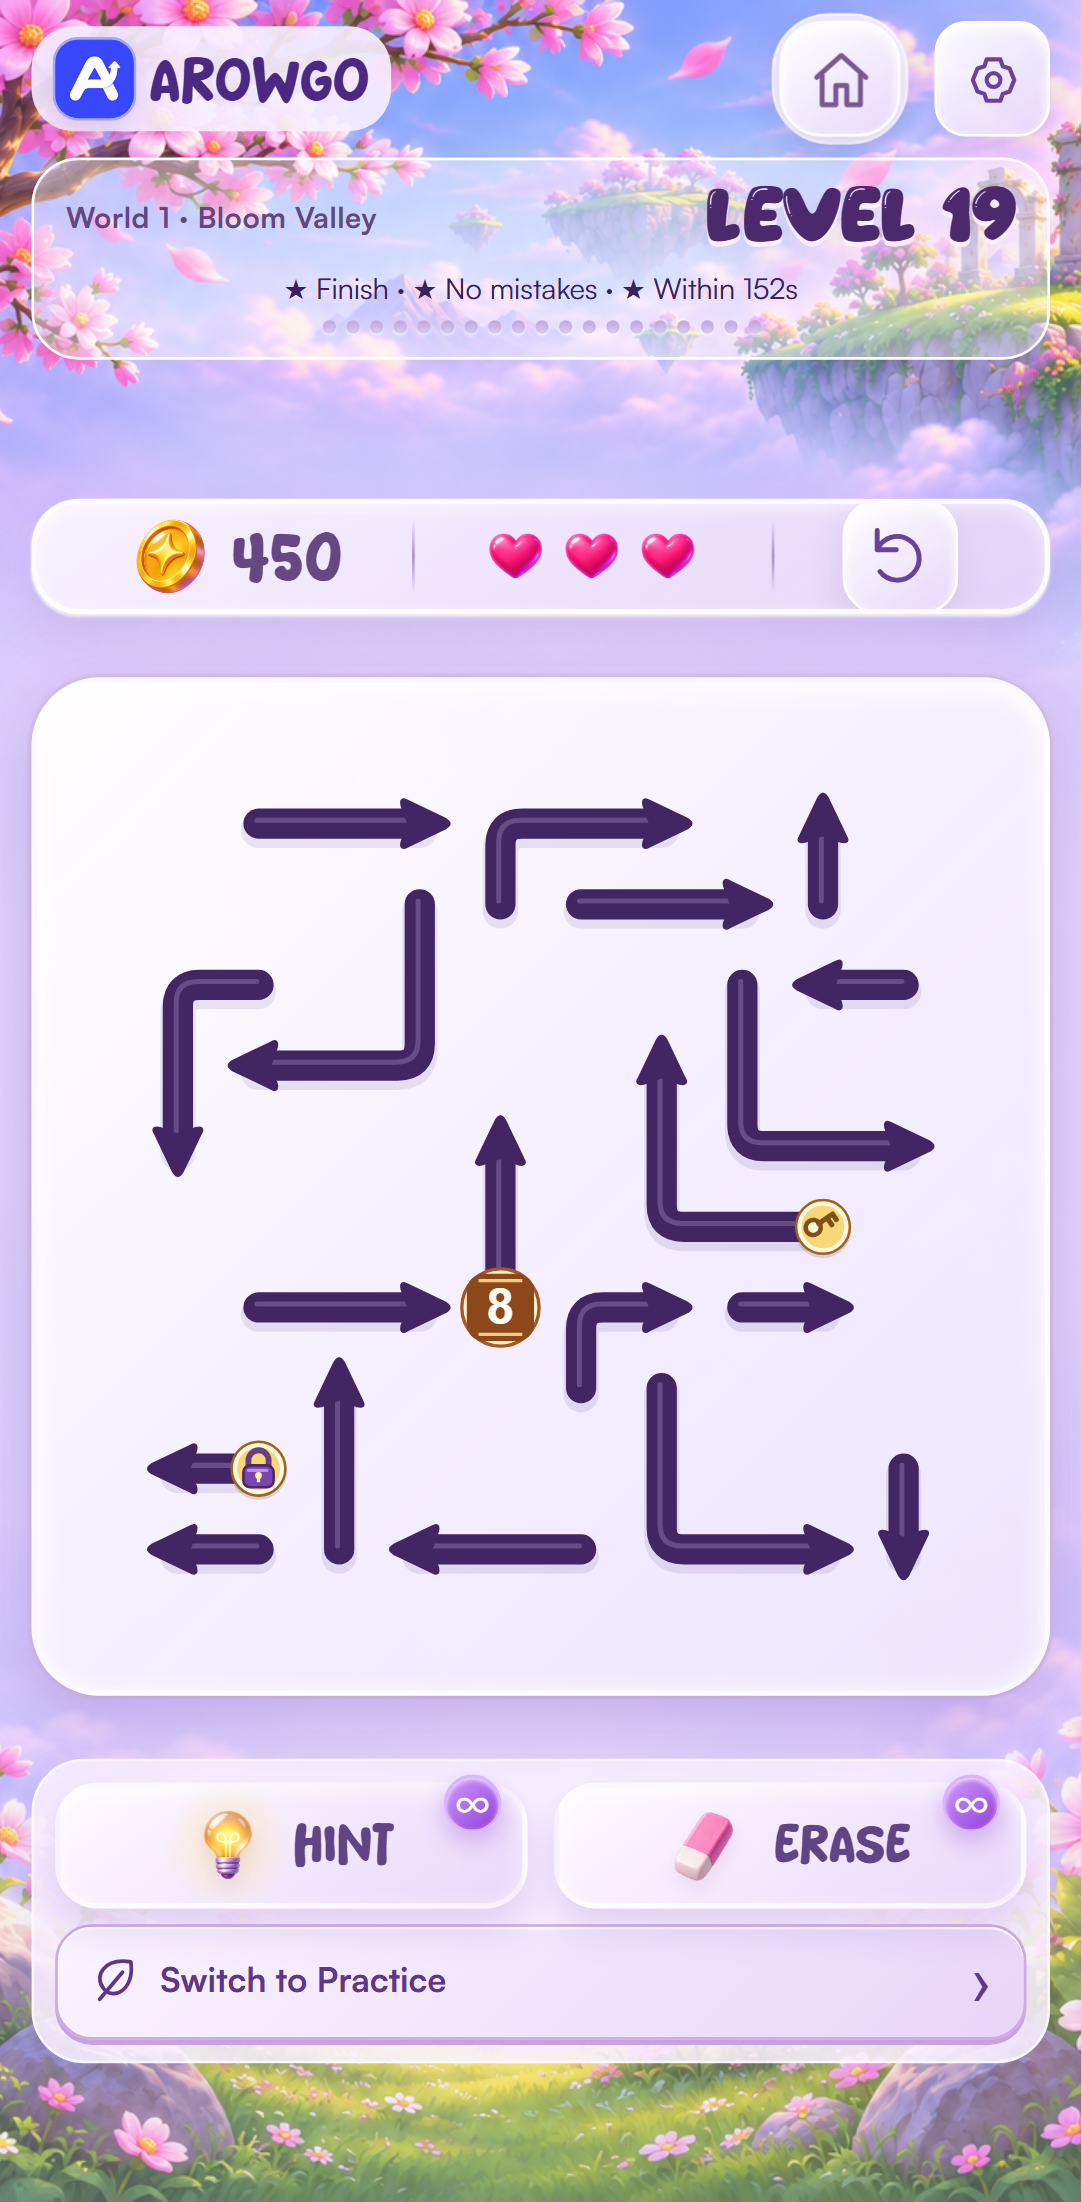 AROWGO
World 1 • Bloom Valley
LEVEL 19
★ Finish • ★ No mistakes • ★ Within 152s
450
8
HINT
∞
ERASE
∞
Switch to Practice